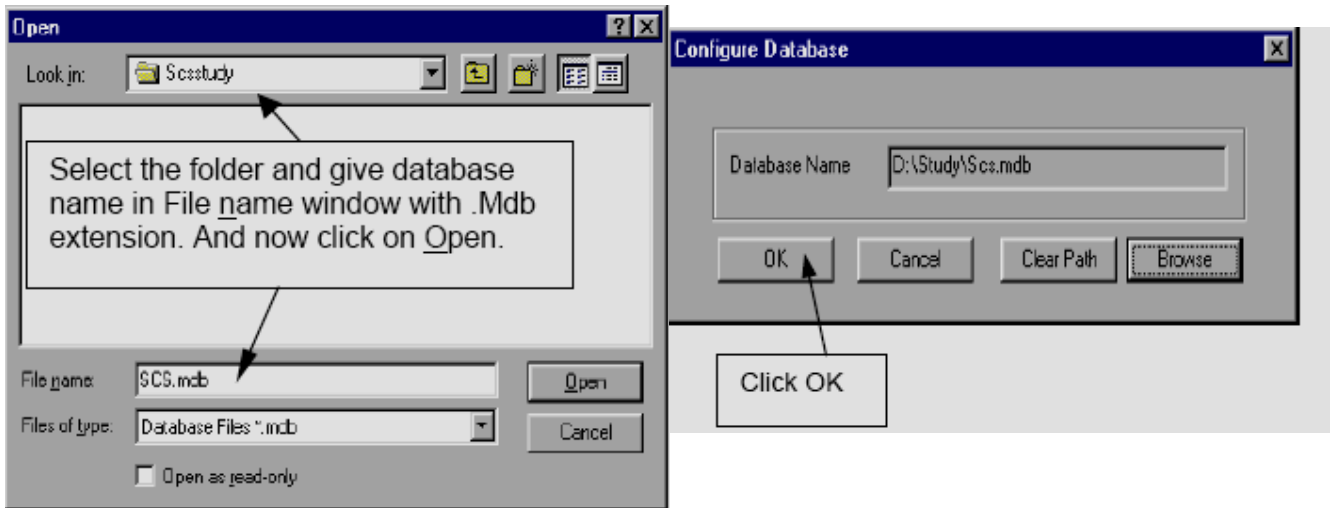 Open
Look in:
Scsstudy
Select the folder and give database
name in File name window with .Mdb
extension. And now click on Open.
File name:
SCS.mdb
Open
Files of type:
Database Files *.mdb
Cancel
Open as read-only
Configure Database
Database Name
D:\Study\Scs.mdb
OK
Cancel
Clear Path
Browse
Click OK